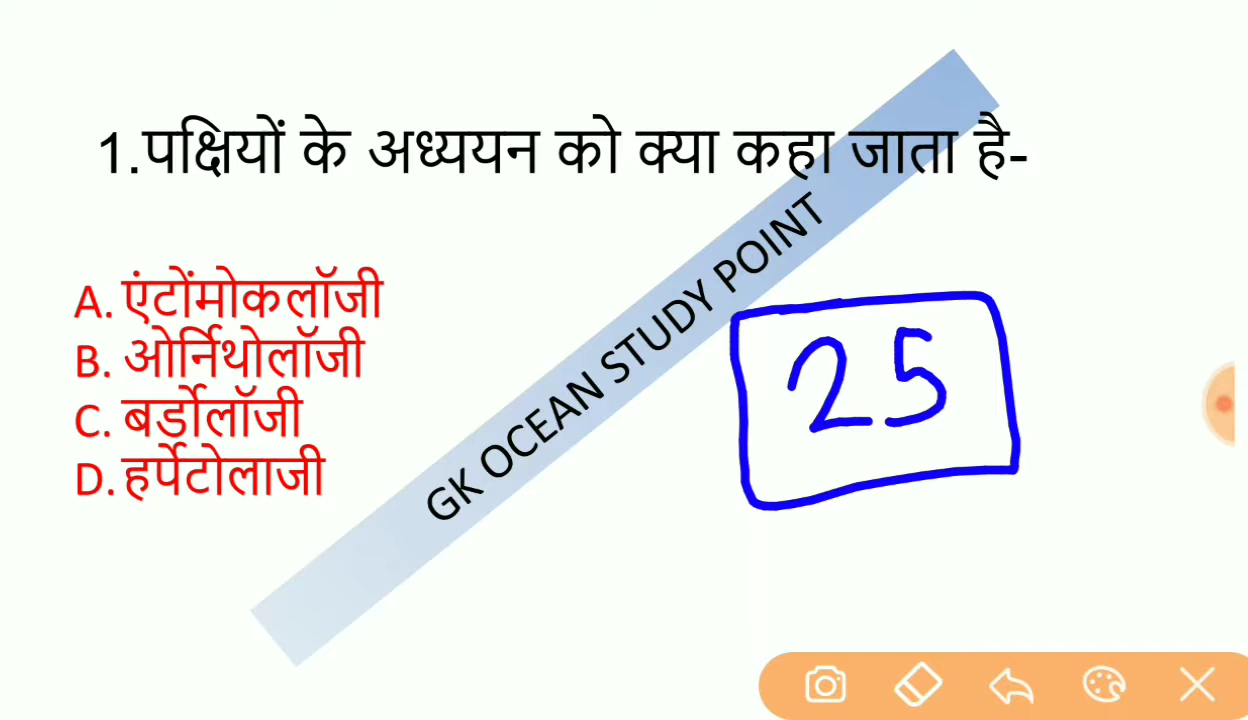 1.पक्षियों के अध्ययन को क्या कहा जाता है-
A. एंटोंमोकलॉजी
B. ओर्निथोलॉजी
C. बर्डोलॉजी
D. हर्पेटोलाजी
GK OCEAN STUDY POINT
25